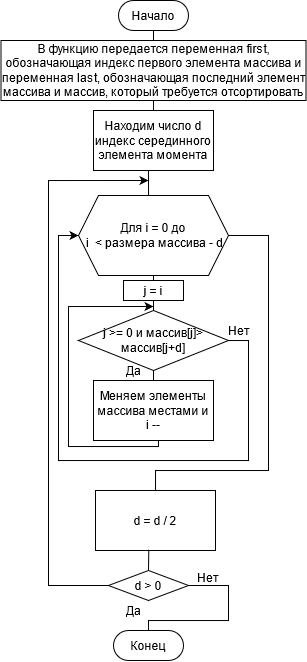 Начало
В функцию передается переменная first,
обозначающая индекс первого элемента массива и
переменная last, обозначающая последний элемент
массива и массив, который требуется отсортировать
Находим число d
индекс серединного
элемента момента
Для i = 0 до
i < размера массива - d
j = i
j >= 0 и массив[j]>
массив[j+d]
Нет
Да
Меняем элементы
массива местами и
i --
d = d / 2
d > 0
Нет
Да
Конец